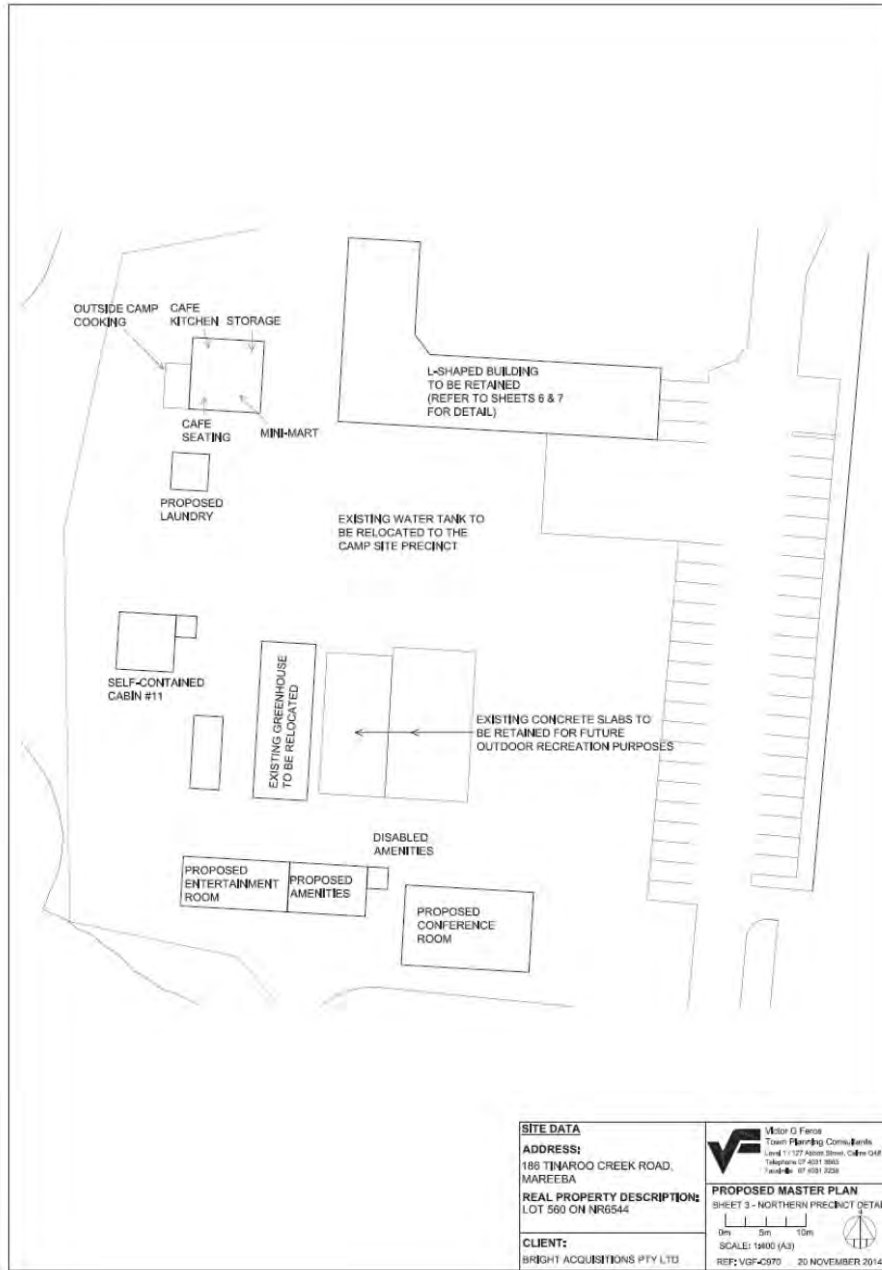 OUTSIDE CAMP
COOKING
CAFE
KITCHEN
STORAGE
CAFE
SEATING
MINI-MART
L-SHAPED BUILDING
TO BE RETAINED
(REFER TO SHEETS 6 & 7
FOR DETAIL)
PROPOSED
LAUNDRY
EXISTING WATER TANK TO
BE RELOCATED TO THE
CAMP SITE PRECINCT
SELF-CONTAINED
CABIN #11
EXISTING GREENHOUSE
TO BE RELOCATED
EXISTING CONCRETE SLABS TO
BE RETAINED FOR FUTURE
OUTDOOR RECREATION PURPOSES
DISABLED
AMENITIES
PROPOSED
ENTERTAINMENT
ROOM
PROPOSED
AMENITIES
PROPOSED
CONFERENCE
ROOM
SITE DATA
ADDRESS:
186 TINAROO CREEK ROAD,
MAREEBA
REAL PROPERTY DESCRIPTION:
LOT 560 ON NR6544
CLIENT:
BRIGHT ACQUISITIONS PTY LTD
Victor G Feros
Town Planning Consultants
Telephone 07 4031
PROPOSED MASTER PLAN
SHEET 3 - NORTHERN PRECINCT DETAI
0m 5m 10m
SCALE: 1:400 (A3)
REF: VGF-C970 20 NOVEMBER 2014